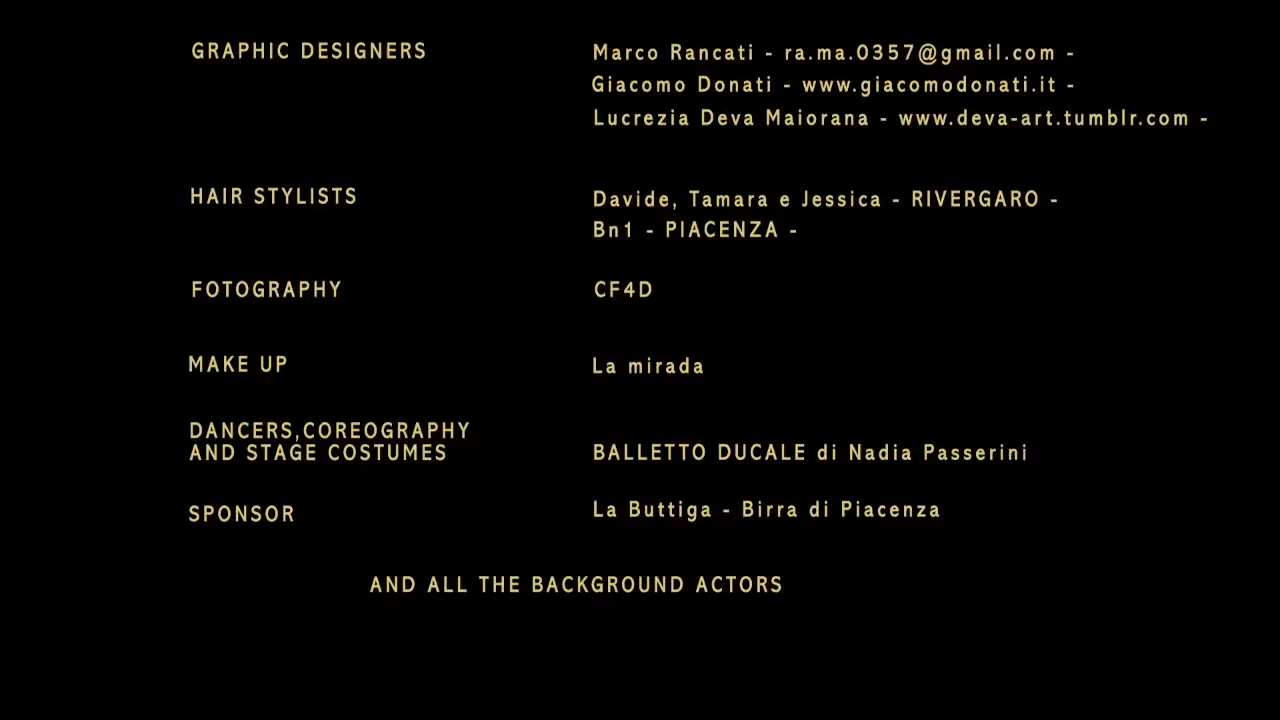 GRAPHIC DESIGNERS Marco Rancati - ra.ma.0357@gmail.com -
Giacomo Donati - www.giacomodonati.it -
Lucrezia Deva Maiorana - www.deva-art.tumblr.com -
HAIR STYLISTS Davide, Tamara e Jessica - RIVERGARO -
Bn1 - PIACENZA -
FOTOGRAPHY CF4D
MAKE UP La mirada
DANCERS,COREOGRAPHY
AND STAGE COSTUMES BALLETTO DUCALE di Nadia Passerini
SPONSOR La Buttiga - Birra di Piacenza
AND ALL THE BACKGROUND ACTORS